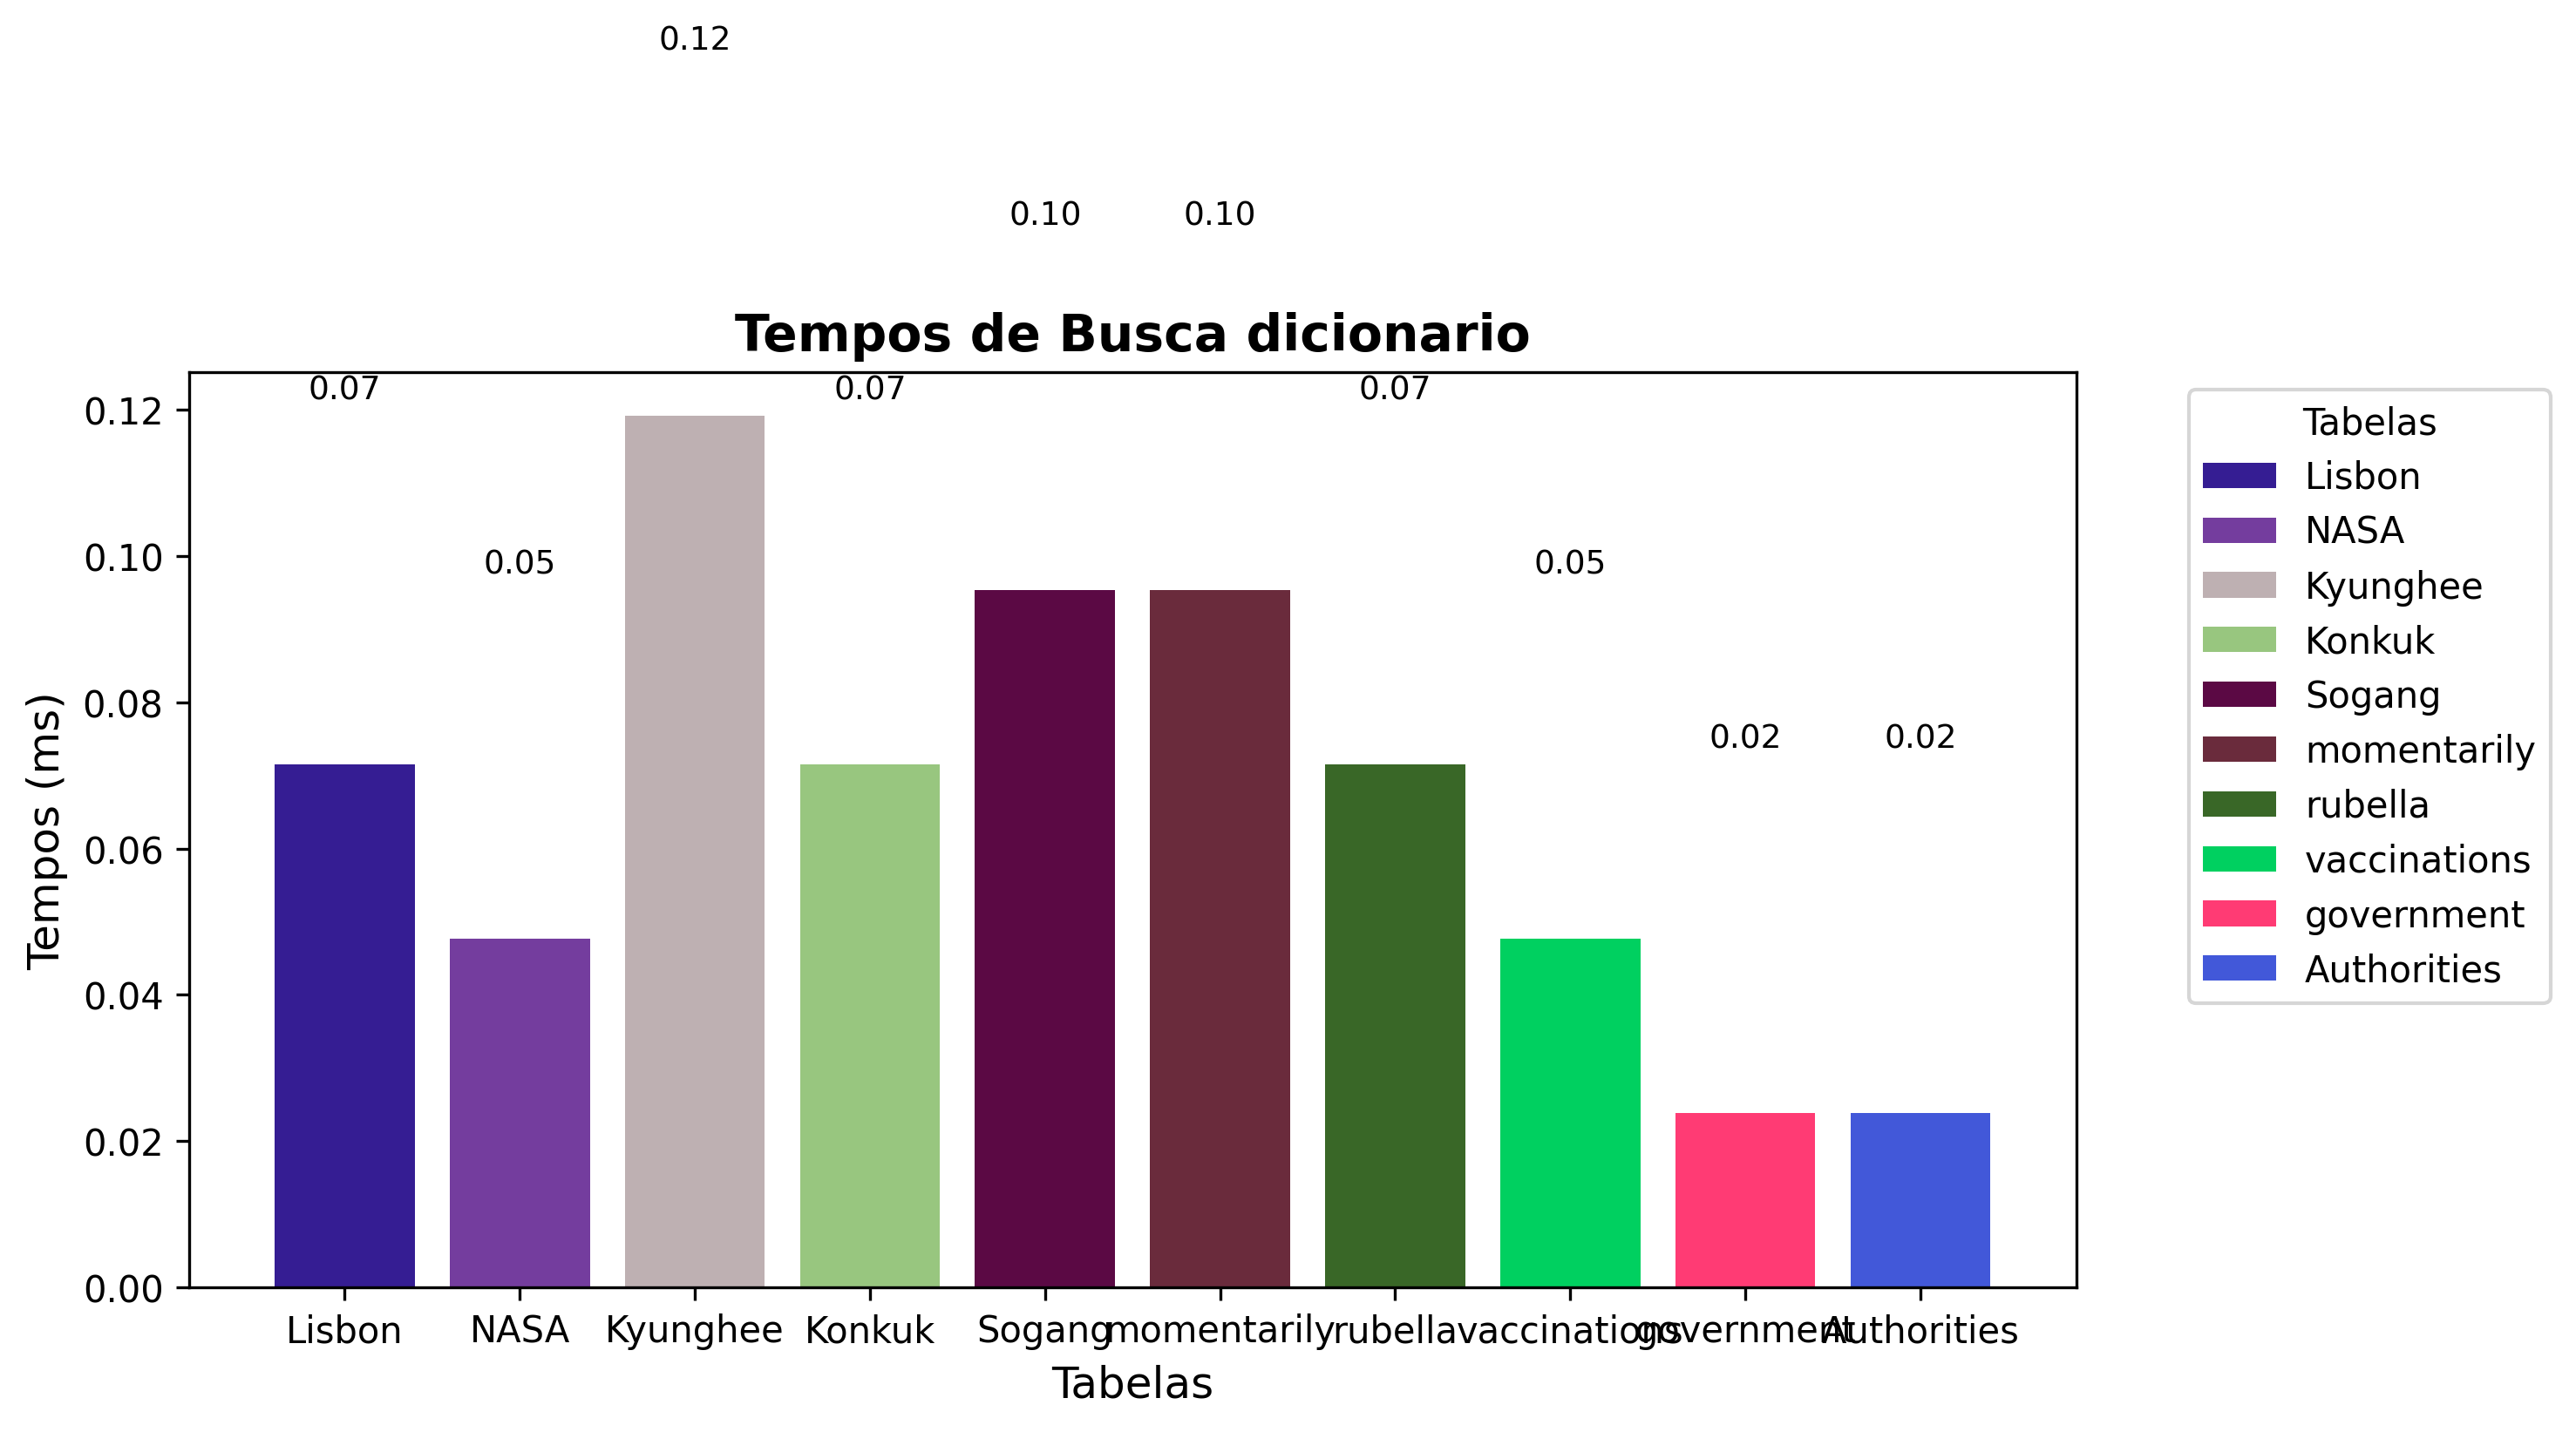 0.12
0.10 0.10
Tempos de Busca dicionario
0.07 0.07 0.07
0.05 0.05
0.02 0.02
0.12
0.10
0.08
0.06
0.04
0.02
0.00
Tempos (ms)
Lisbon NASA Kyunghee Konkuk Sogang momentarily rubella vaccinations government Authorities
Tabelas
Tabelas
Lisbon
NASA
Kyunghee
Konkuk
Sogang
momentarily
rubella
vaccinations
government
Authorities